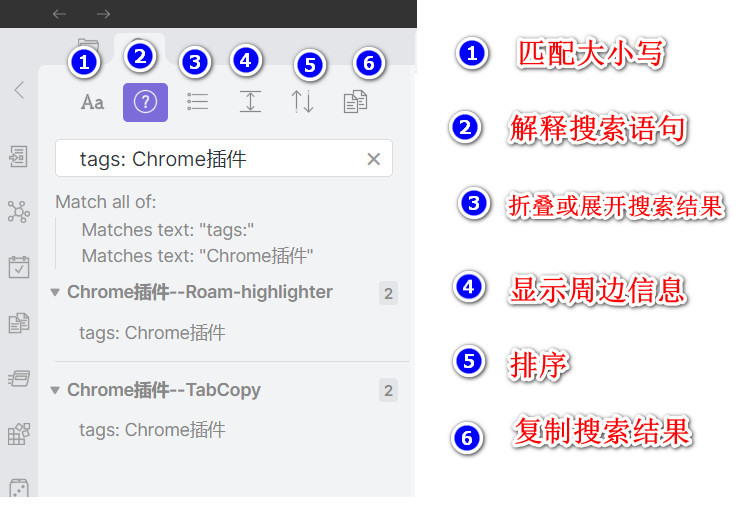 ① ② ③ ④ ⑤ ⑥
Aa ?
tags: Chrome插件
Match all of:
Matches text: "tags:"
Matches text: "Chrome插件"
Chrome插件--Roam-highlighter 2
tags: Chrome插件
Chrome插件--TabCopy 2
tags: Chrome插件
① 匹配大小写
② 解释搜索语句
③ 折叠或展开搜索结果
④ 显示周边信息
⑤ 排序
⑥ 复制搜索结果